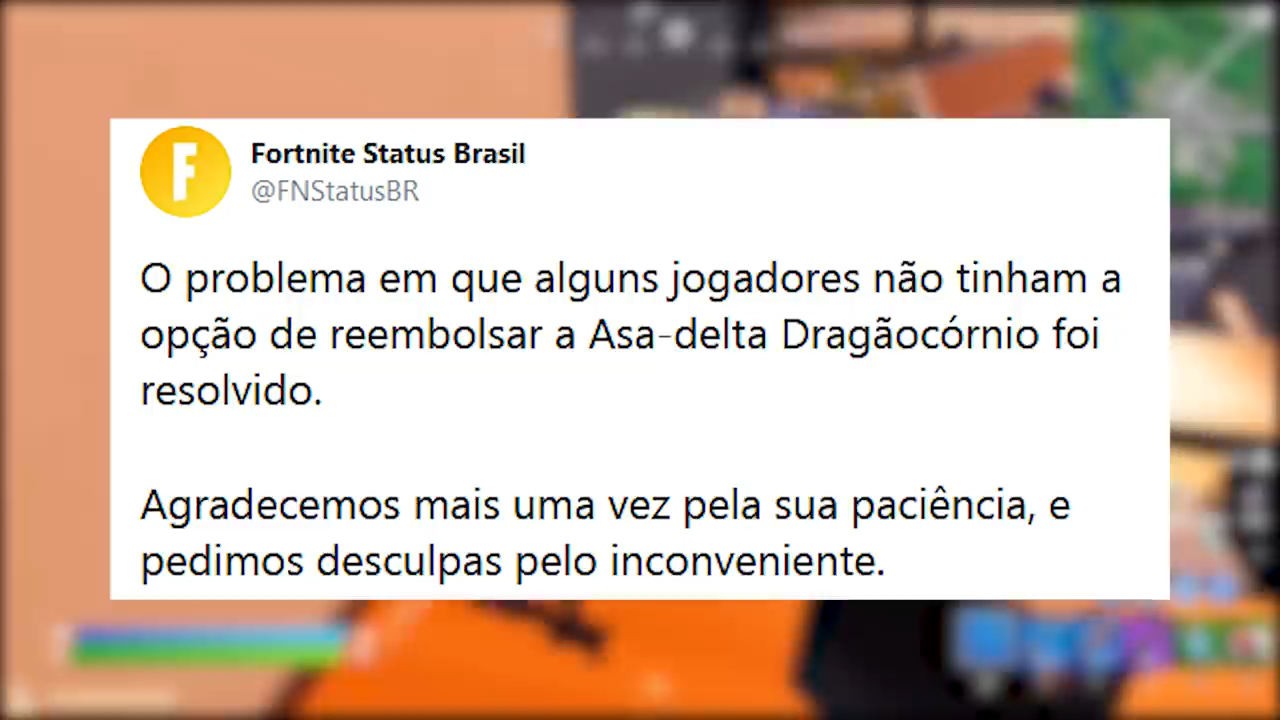 Fortnite Status Brasil
@FNStatusBR
O problema em que alguns jogadores não tinham a
opção de reembolsar a Asa-delta Dragãocórnio foi
resolvido.
Agradecemos mais uma vez pela sua paciência, e
pedimos desculpas pelo inconveniente.